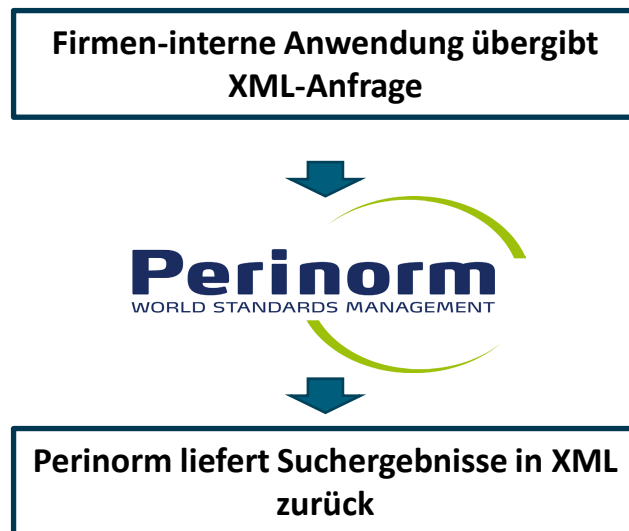 Firmen-interne Anwendung übergibt
XML-Anfrage
Perinorm
WORLD STANDARDS MANAGEMENT
Perinorm liefert Suchergebnisse in XML
zurück